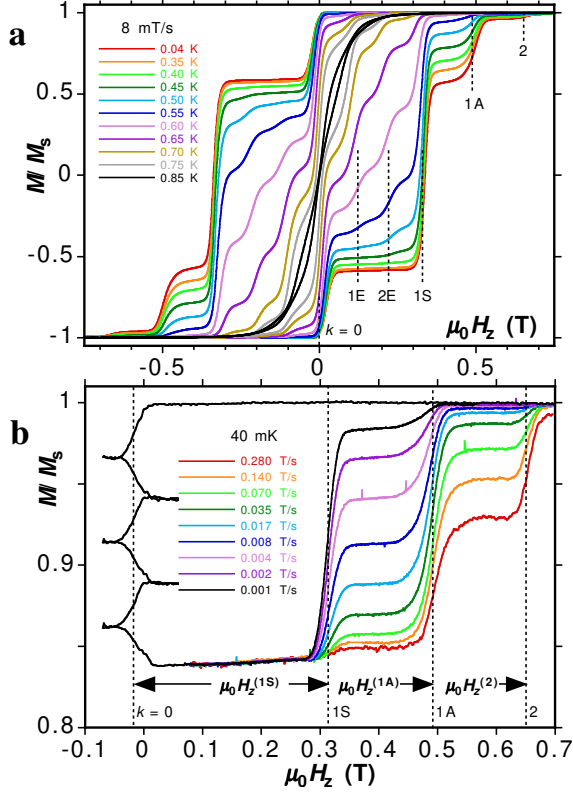 a
8 mT/s
0.04 K
0.35 K
0.40 K
0.45 K
0.50 K
0.55 K
0.60 K
0.65 K
0.70 K
0.75 K
0.85 K
M/Ms
1
0.5
0
-0.5
-1
1A
2
1E
2E
1S
k = 0
μ0Hz (T)
-0.5
0
0.5
b
40 mK
0.280 T/s
0.140 T/s
0.070 T/s
0.035 T/s
0.017 T/s
0.008 T/s
0.004 T/s
0.002 T/s
0.001 T/s
M/Ms
1
0.9
0.8
μ0Hz(1S)
μ0Hz(1A)
μ0Hz(2)
k = 0
1S
1A
2
-0.1
0
0.1
0.2
0.3
0.4
0.5
0.6
0.7
μ0Hz (T)